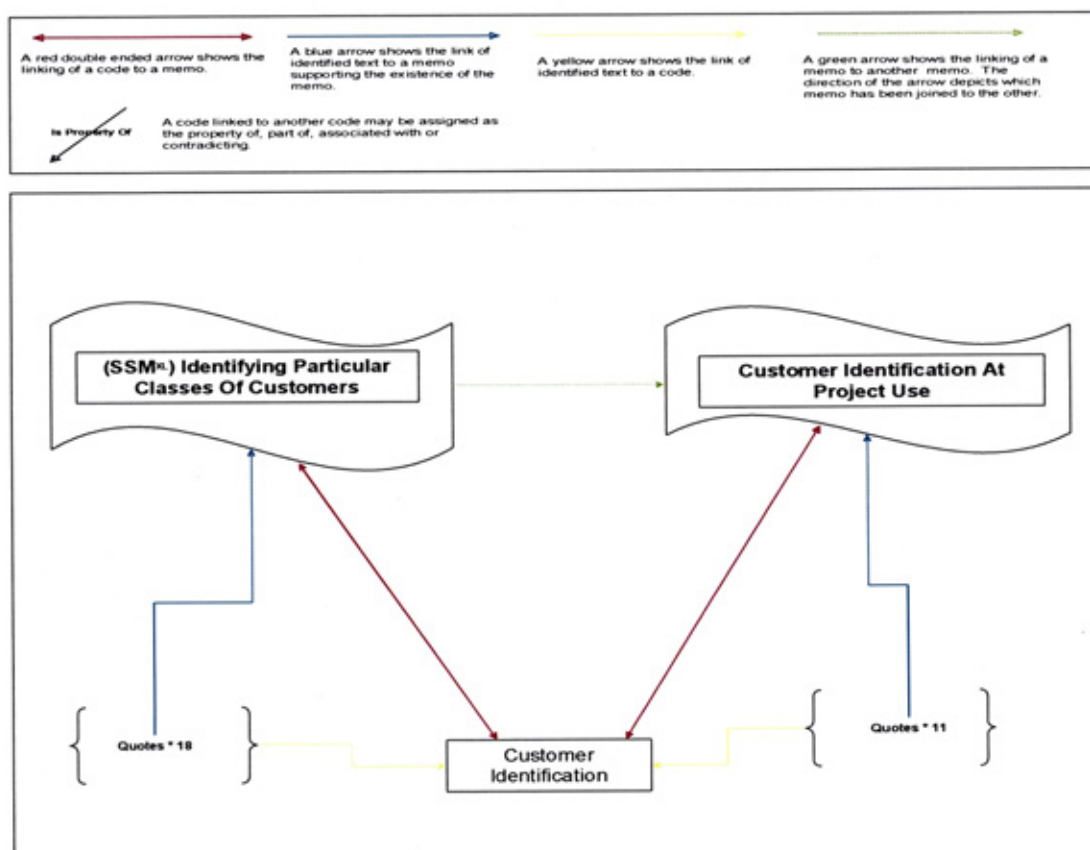 A red double ended arrow shows the
linking of a code to a memo.
A blue arrow shows the link of
identified text to a memo
supporting the existence of the
memo.
A yellow arrow shows the link of
identified text to a code.
A green arrow shows the linking of a
memo to another memo. The
direction of the arrow depicts which
memo has been joined to the other.
Is Property Of
A code linked to another code may be assigned as
the property of, part of, associated with or
contradicting.
(SSM) Identifying Particular
Classes Of Customers
Customer Identification At
Project Use
Quotes * 18
Quotes * 11
Customer
Identification